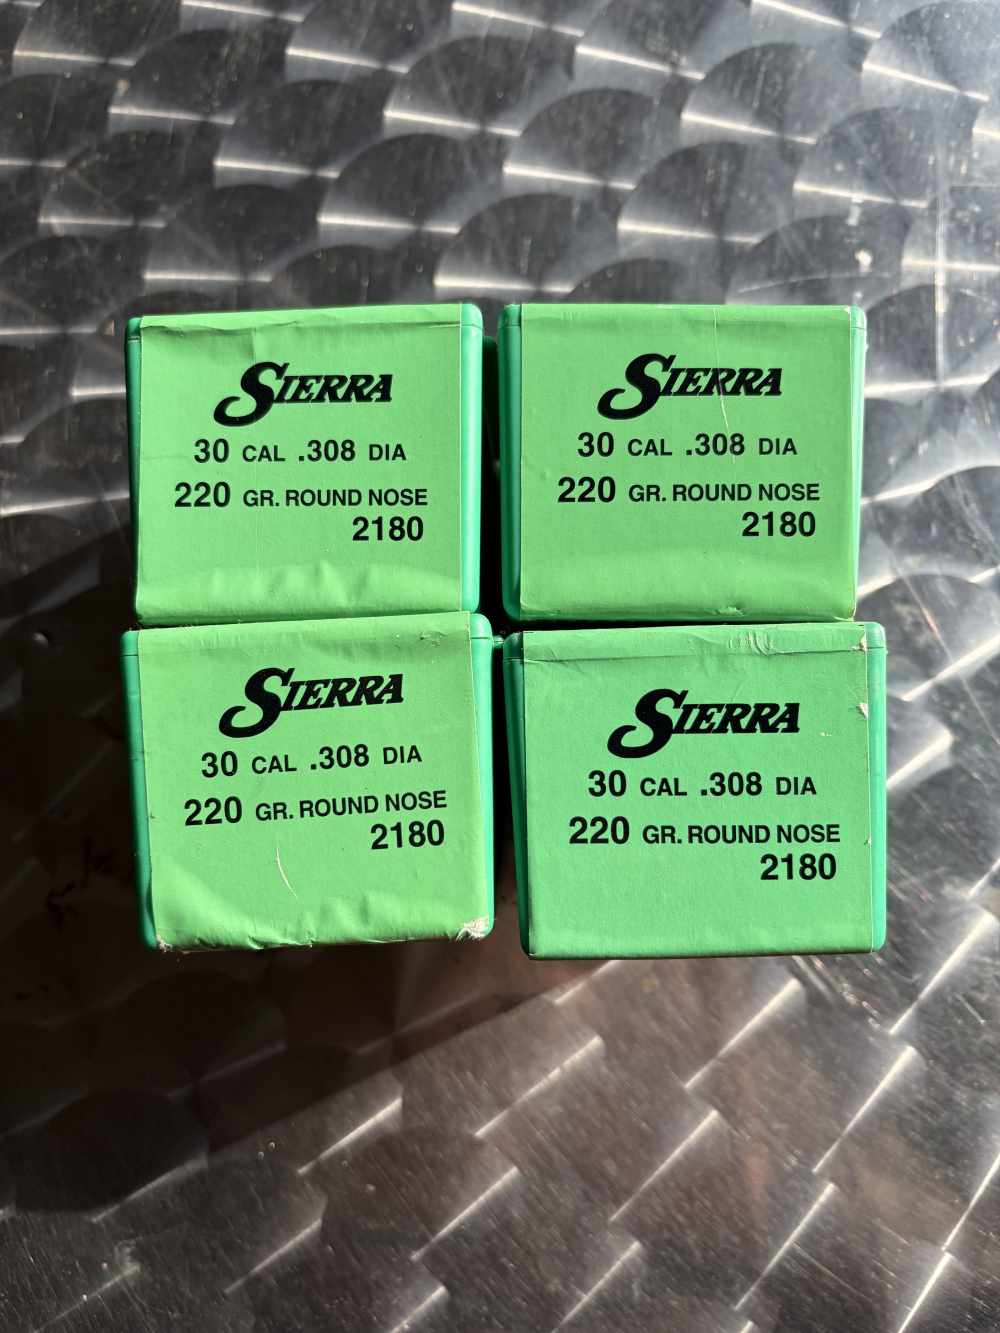 SIERRA
30 CAL .308 DIA
220 GR. ROUND NOSE
2180
SIERRA
30 CAL .308 DIA
220 GR. ROUND NOSE
2180
SIERRA
30 CAL .308 DIA
220 GR. ROUND NOSE
2180
SIERRA
30 CAL .308 DIA
220 GR. ROUND NOSE
2180